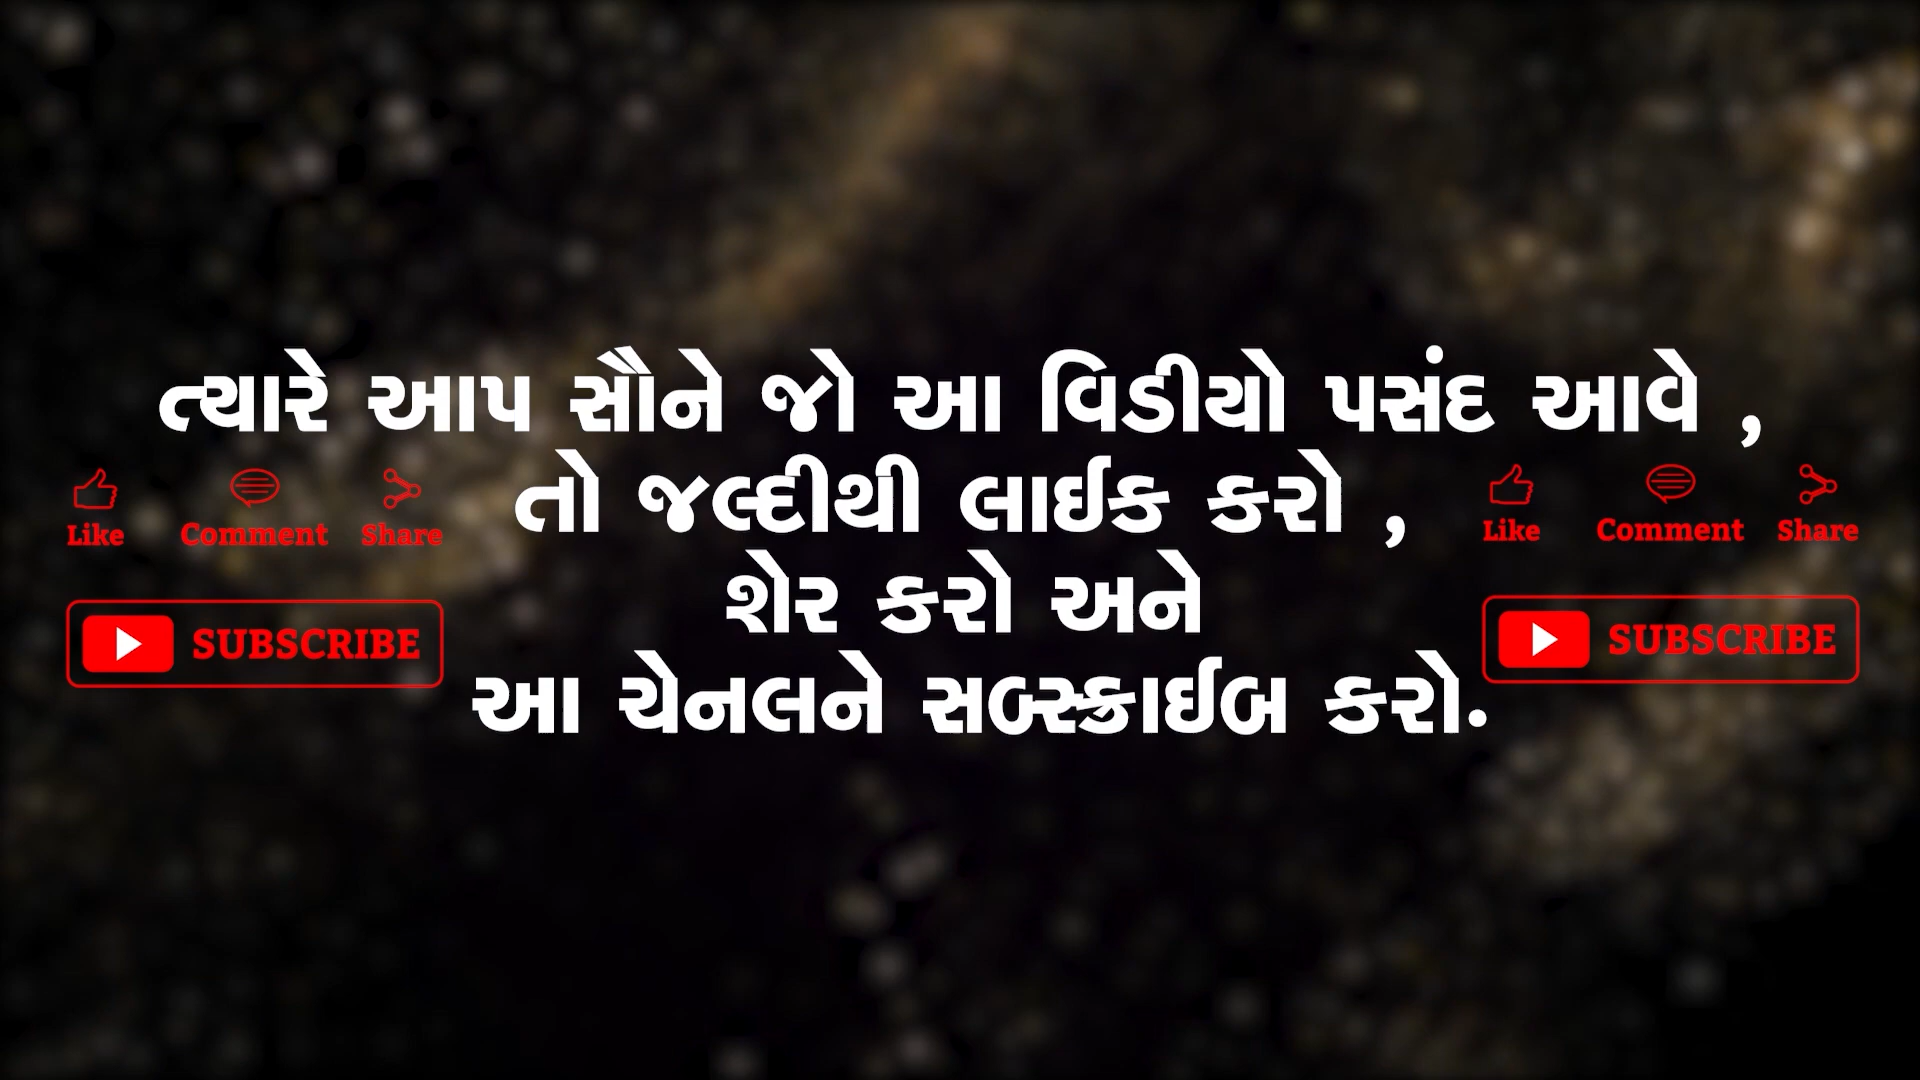 ત્યારે આપ સૌને જો આ વિડીયો પસંદ આવે ,
તો જલ્દીથી લાઈક કરો ,
શેર કરો અને
આ ચેનલને સબ્સ્ક્રાઈબ કરો.
Like Comment Share
SUBSCRIBE
Like Comment Share
SUBSCRIBE